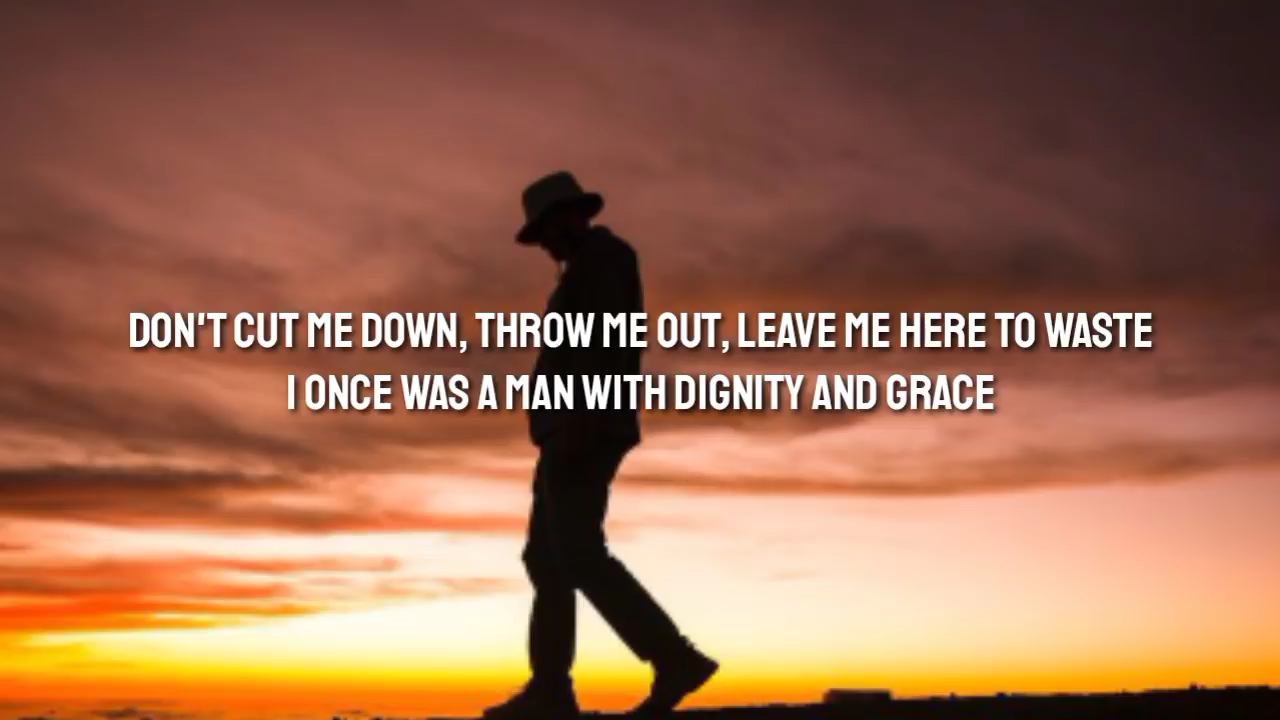 DON'T CUT ME DOWN, THROW ME OUT, LEAVE ME HERE TO WASTE
I ONCE WAS A MAN WITH DIGNITY AND GRACE